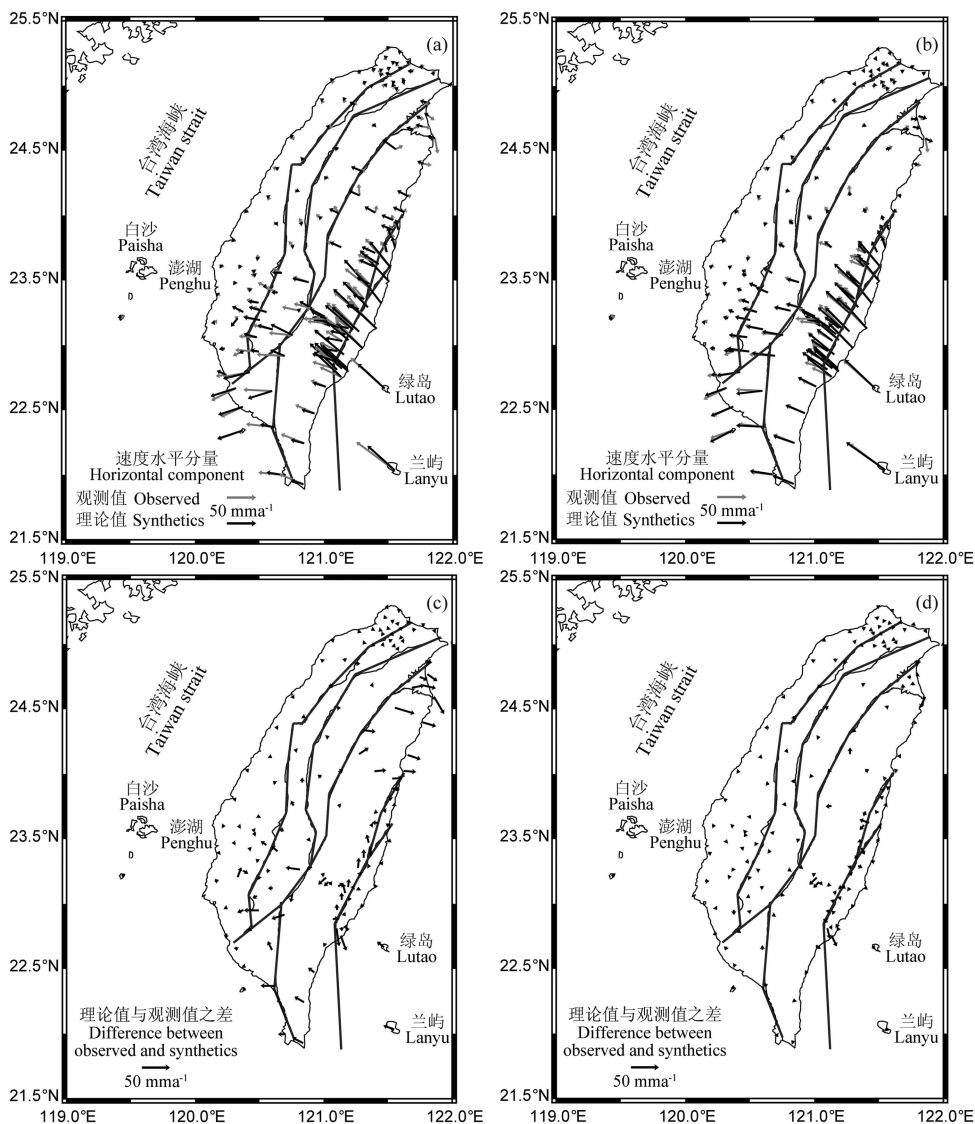 25.5°N
24.5°N
23.5°N
22.5°N
21.5°N
119.0°E
120.0°E
121.0°E
122.0°E
(a)
台湾海峡
Taiwan strait
白沙
Paisha
澎湖
Penghu
绿岛
Lutao
兰屿
Lanyu
速度水平分量
Horizontal component
观测值 Observed
理论值 Synthetics
50 mma⁻¹
25.5°N
24.5°N
23.5°N
22.5°N
21.5°N
119.0°E
120.0°E
121.0°E
122.0°E
(b)
台湾海峡
Taiwan strait
白沙
Paisha
澎湖
Penghu
绿岛
Lutao
兰屿
Lanyu
速度水平分量
Horizontal component
观测值 Observed
理论值 Synthetics
50 mma⁻¹
25.5°N
24.5°N
23.5°N
22.5°N
21.5°N
119.0°E
120.0°E
121.0°E
122.0°E
(c)
台湾海峡
Taiwan strait
白沙
Paisha
澎湖
Penghu
绿岛
Lutao
兰屿
Lanyu
理论值与观测值之差
Difference between
observed and synthetics
50 mma⁻¹
25.5°N
24.5°N
23.5°N
22.5°N
21.5°N
119.0°E
120.0°E
121.0°E
122.0°E
(d)
台湾海峡
Taiwan strait
白沙
Paisha
澎湖
Penghu
绿岛
Lutao
兰屿
Lanyu
理论值与观测值之差
Difference between
observed and synthetics
50 mma⁻¹